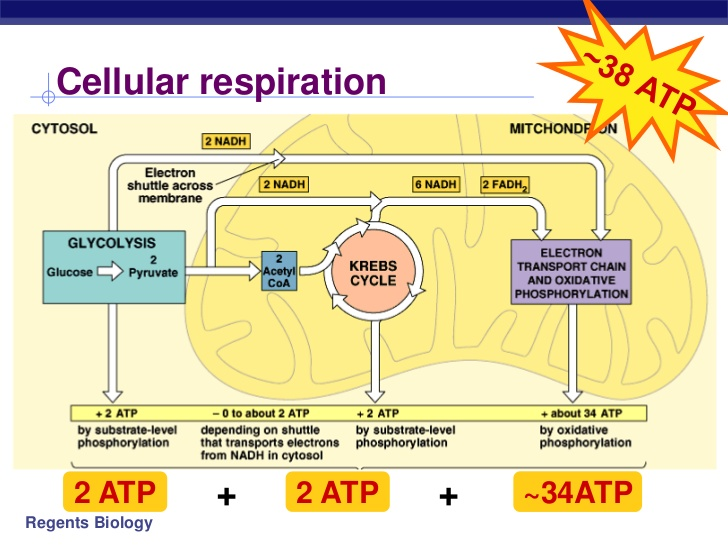 Cellular respiration
~38 ATP
CYTOSOL
MITCHONDRION
2 NADH
Electron
shuttle across
membrane
2 NADH
6 NADH
2 FADH₂
GLYCOLYSIS
Glucose
2
Pyruvate
2
Acetyl
CoA
KREBS
CYCLE
ELECTRON
TRANSPORT CHAIN
AND OXIDATIVE
PHOSPHORYLATION
+ 2 ATP
– 0 to about 2 ATP
+ 2 ATP
+ about 34 ATP
by substrate-level
phosphorylation
depending on shuttle
that transports electrons
from NADH in cytosol
by substrate-level
phosphorylation
by oxidative
phosphorylation
2 ATP + 2 ATP + ~34ATP
Regents Biology